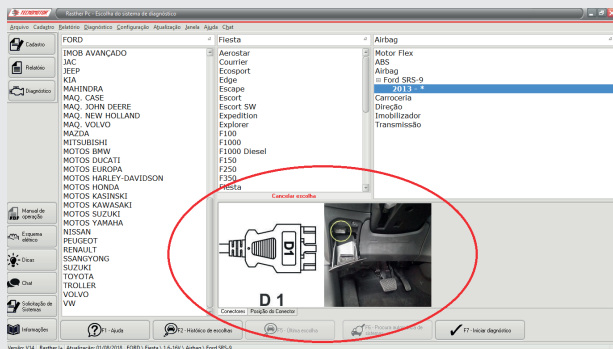 TECNOMOTOR Rasther Pc - Escolha do sistema de diagnóstico
Arquivo Cadastro Relatório Diagnóstico Configuração Atualização Janela Ajuda Chat
Cadastro
Relatório
Diagnóstico
Manual de operação
Esquema elétrico
Dicas
Chat
Solicitação de Sistemas
Informações
FORD
IMOB AVANÇADO
JAC
JEEP
KIA
MAHINDRA
MAQ. CASE
MAQ. JOHN DEERE
MAQ. NEW HOLLAND
MAQ. VOLVO
MAZDA
MITSUBISHI
MOTOS BMW
MOTOS DUCATI
MOTOS EUROPA
MOTOS HARLEY-DAVIDSON
MOTOS HONDA
MOTOS KASINSKI
MOTOS KAWASAKI
MOTOS SUZUKI
MOTOS YAMAHA
NISSAN
PEUGEOT
RENAULT
SSANGYONG
SUZUKI
TOYOTA
TROLLER
VOLVO
VW
Fiesta
Aerostar
Courrier
Ecosport
Edge
Escape
Escort
Escort SW
Expedition
Explorer
F100
F1000
F1000 Diesel
F150
F250
F350
Fiesta
Airbag
Motor Flex
ABS
Airbag
Ford SRS-9
2013 - *
Carroceria
Direção
Imobilizador
Transmissão
Cancelar escolha
D1
D 1
Conectores Posição do Conector
F1 - Ajuda
F2 - Histórico de escolhas
F6 - Procura automática de
F7 - Iniciar diagnóstico